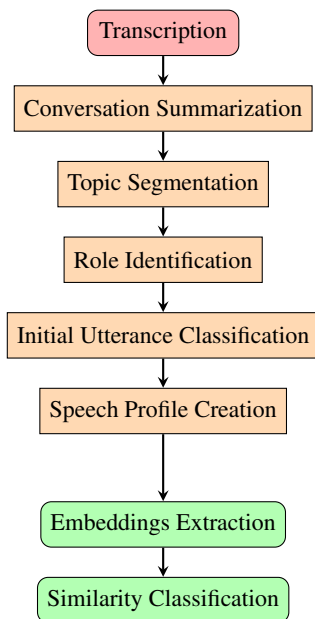 Transcription
Conversation Summarization
Topic Segmentation
Role Identification
Initial Utterance Classification
Speech Profile Creation
Embeddings Extraction
Similarity Classification